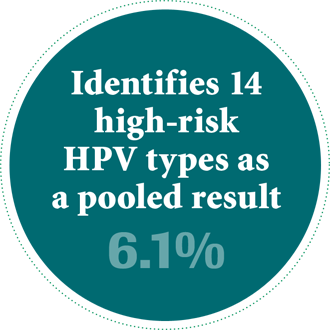 Identifies 14
high-risk
HPV types as
a pooled result
6.1%